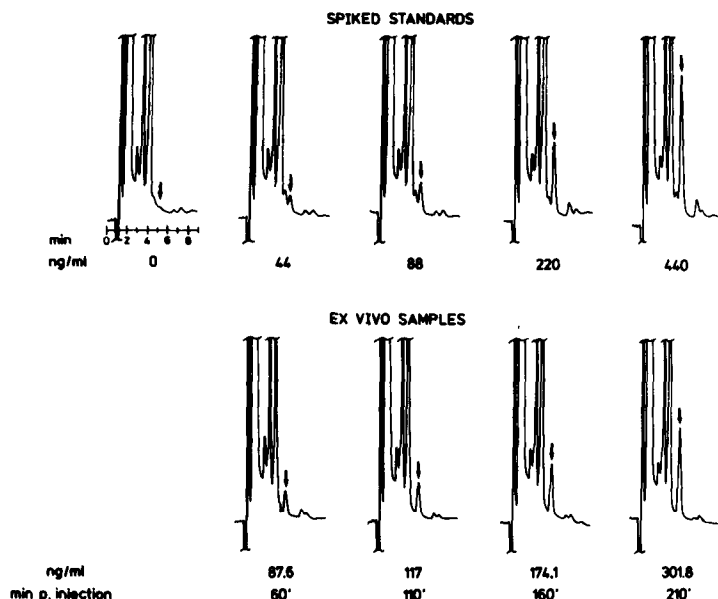 SPIKED STANDARDS
min 0 2 4 6 8
ng/ml 0 44 88 220 440
EX VIVO SAMPLES
ng/ml 87.6 117 174.1 301.8
min p. injection 60' 110' 160' 210'